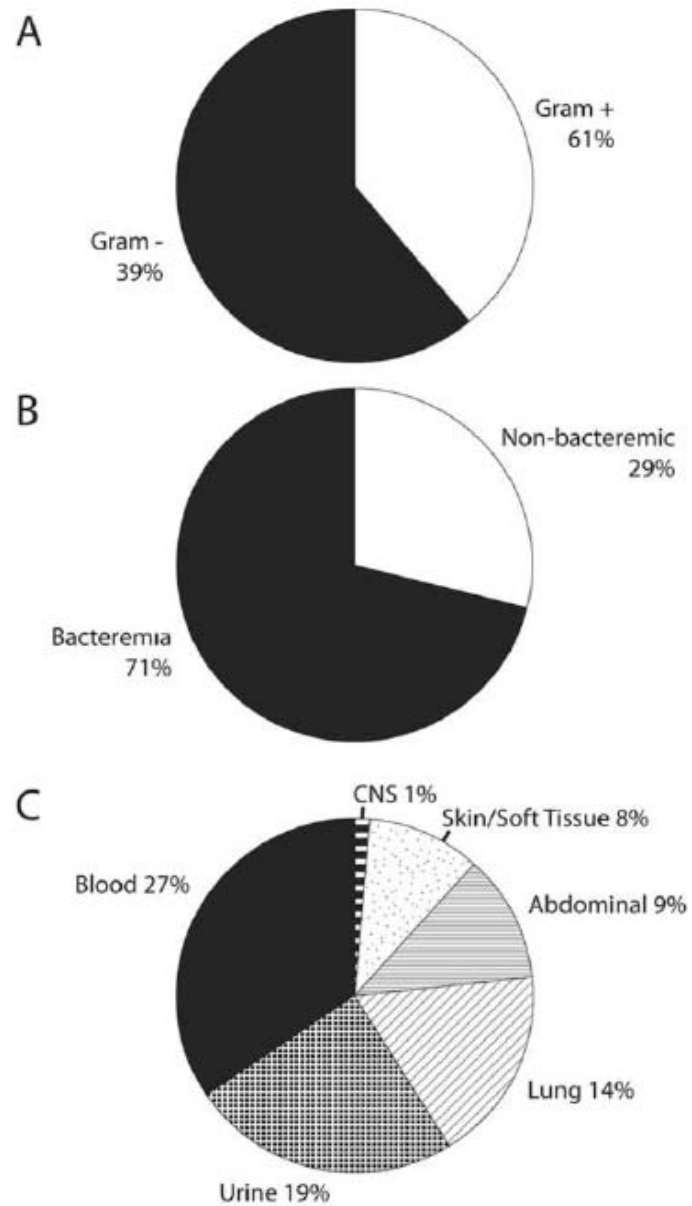 A
Gram +
61%
Gram -
39%
B
Non-bacteremic
29%
Bacteremia
71%
C
CNS 1%
Skin/Soft Tissue 8%
Blood 27%
Abdominal 9%
Lung 14%
Urine 19%